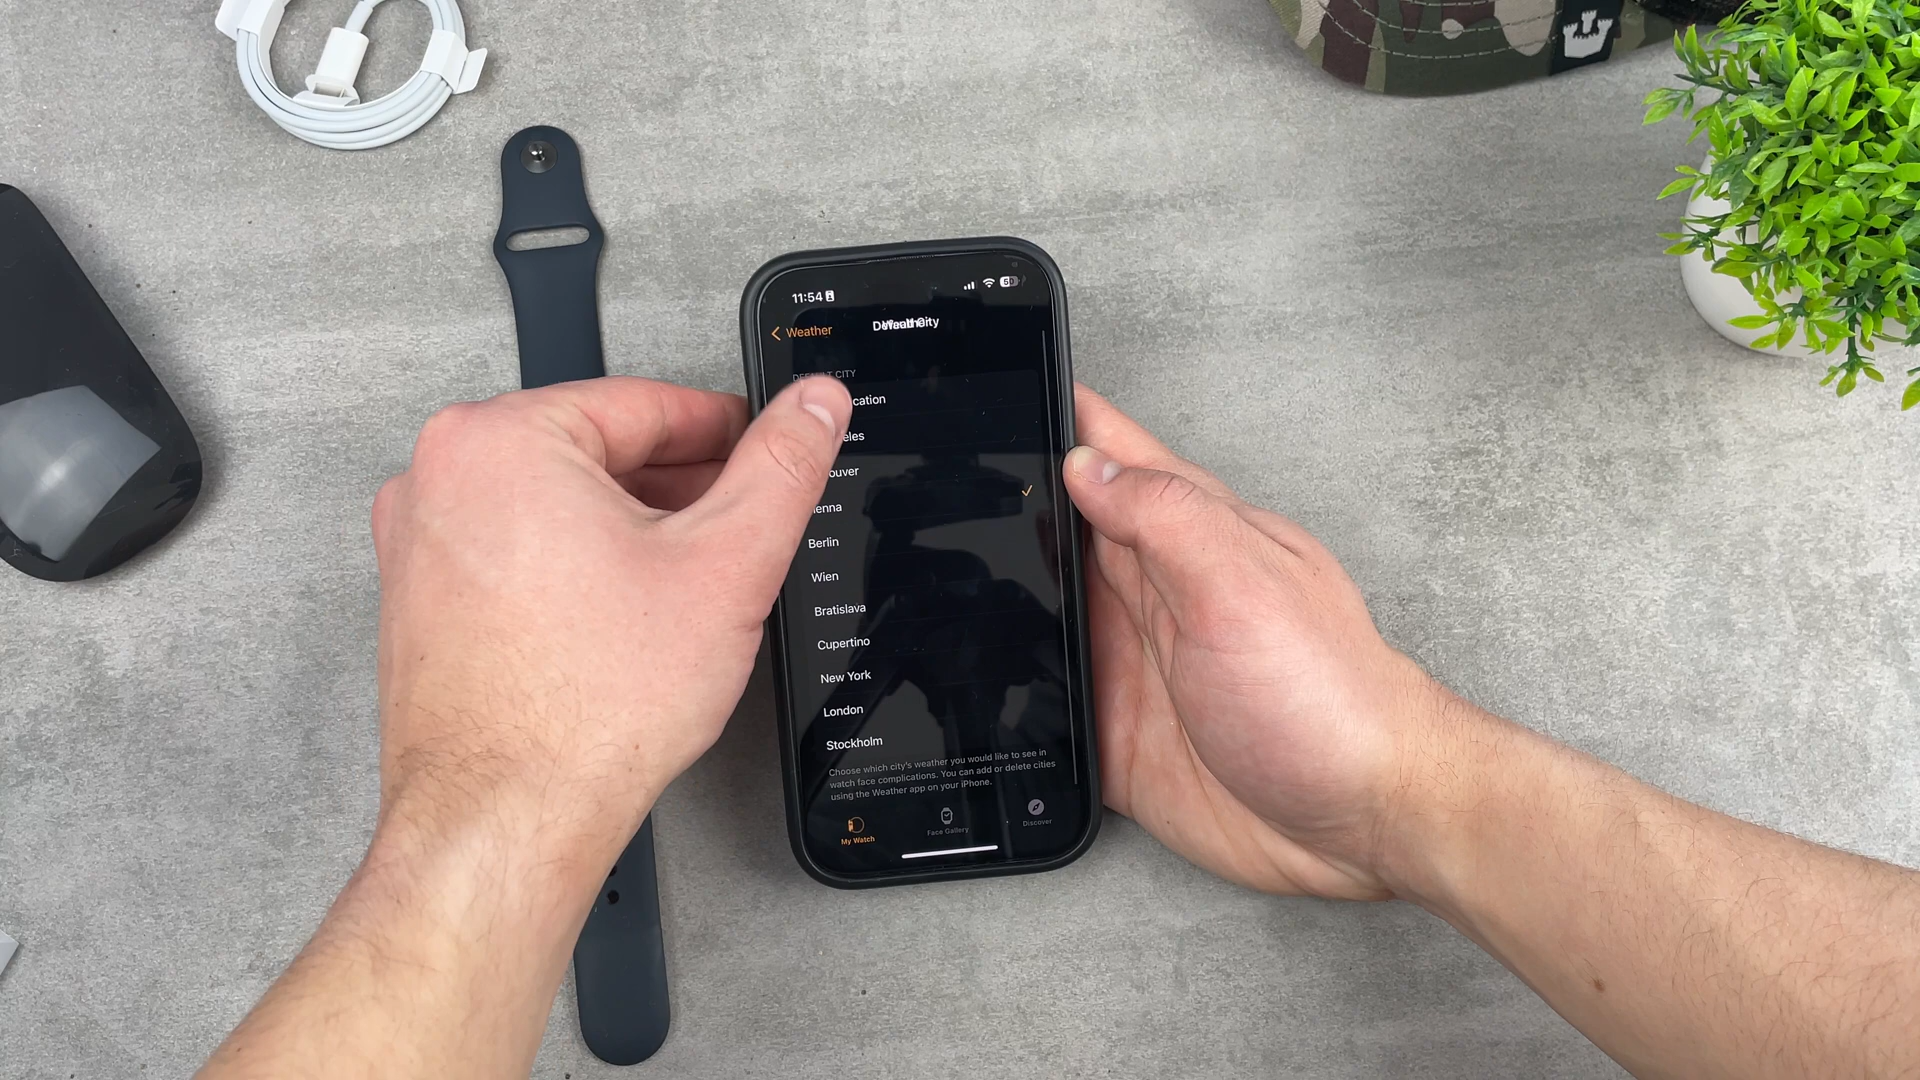 11:54
50
Weather
Default City
CITY
cation
eles
ouver
enna
Berlin
Wien
Bratislava
Cupertino
New York
London
Stockholm
Choose which city's weather you would like to see in
watch face complications. You can add or delete cities
using the Weather app on your iPhone.
My Watch
Face Gallery
Discover